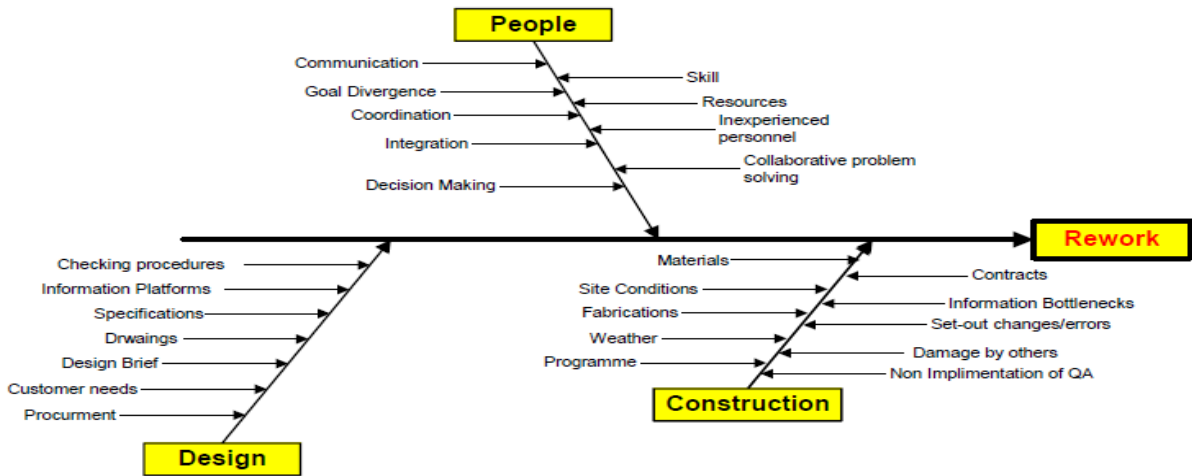 People
Communication
Skill
Goal Divergence
Resources
Coordination
Inexperienced
personnel
Integration
Collaborative problem
solving
Decision Making
Rework
Checking procedures
Information Platforms
Specifications
Drwaings
Design Brief
Customer needs
Procurment
Design
Materials
Contracts
Site Conditions
Information Bottlenecks
Fabrications
Set-out changes/errors
Weather
Damage by others
Programme
Non Implimentation of QA
Construction